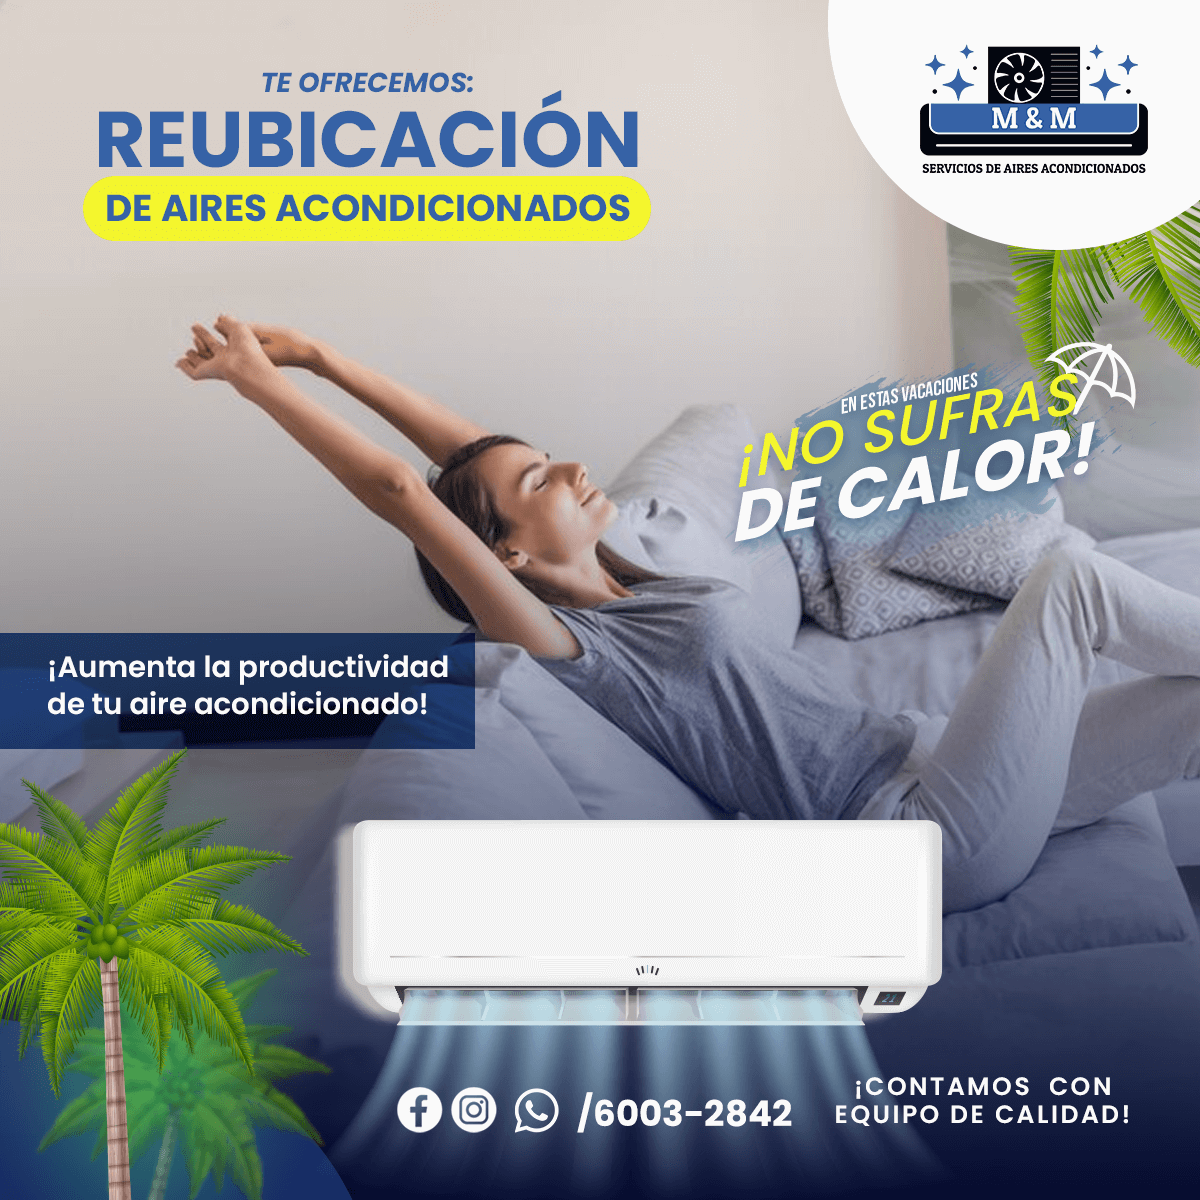 TE OFRECEMOS:
REUBICACIÓN
DE AIRES ACONDICIONADOS
M & M
SERVICIOS DE AIRES ACONDICIONADOS
EN ESTAS VACACIONES
¡NO SUFRAS
DE CALOR!
¡Aumenta la productividad
de tu aire acondicionado!
21
/6003-2842
¡CONTAMOS CON
EQUIPO DE CALIDAD!